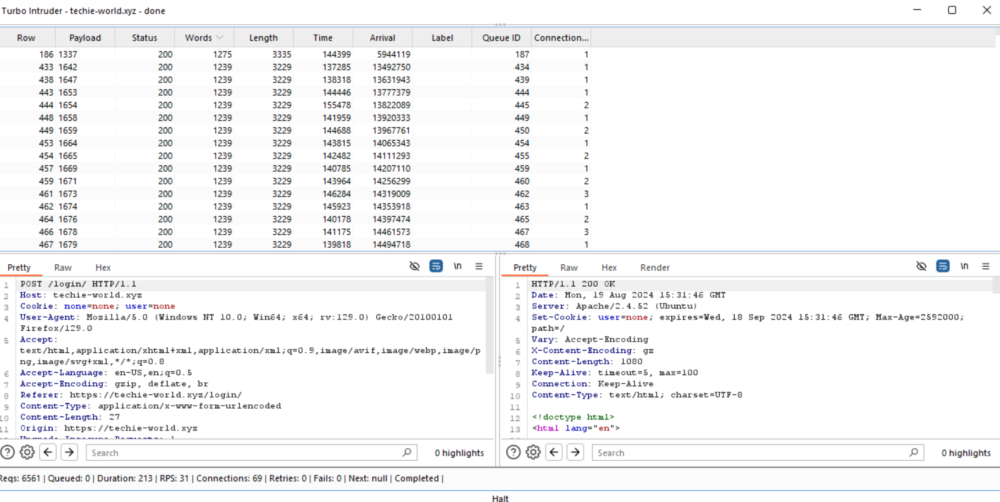 Turbo Intruder - techie-world.xyz - done
Row Payload Status Words Length Time Arrival Label Queue ID Connection...
186 1337 200 1275 3335 144399 5944119 187 1
433 1642 200 1239 3229 137285 13492750 434 1
438 1647 200 1239 3229 138318 13631943 439 1
443 1653 200 1239 3229 144446 13777379 444 1
444 1654 200 1239 3229 155478 13822089 445 2
448 1658 200 1239 3229 141959 13920333 449 1
449 1659 200 1239 3229 144688 13967761 450 2
453 1664 200 1239 3229 143815 14065343 454 1
454 1665 200 1239 3229 142482 14111293 455 2
457 1669 200 1239 3229 140785 14207110 459 1
459 1671 200 1239 3229 143964 14256299 460 2
461 1673 200 1239 3229 146284 14319009 462 3
462 1674 200 1239 3229 145923 14353918 463 1
464 1676 200 1239 3229 140178 14397474 465 2
466 1678 200 1239 3229 141175 14461573 467 3
467 1679 200 1239 3229 139818 14494718 468 1
Pretty Raw Hex \n
1 POST /login/ HTTP/1.1
2 Host: techie-world.xyz
3 Cookie: none=none; user=none
4 User-Agent: Mozilla/5.0 (Windows NT 10.0; Win64; x64; rv:129.0) Gecko/20100101
Firefox/129.0
5 Accept:
text/html,application/xhtml+xml,application/xml;q=0.9,image/avif,image/webp,image/p
ng,image/svg+xml,*/*;q=0.8
6 Accept-Language: en-US,en;q=0.5
7 Accept-Encoding: gzip, deflate, br
8 Referer: https://techie-world.xyz/login/
9 Content-Type: application/x-www-form-urlencoded
10 Content-Length: 27
11 Origin: https://techie-world.xyz
Search 0 highlights
Pretty Raw Hex Render \n
1 HTTP/1.1 200 OK
2 Date: Mon, 19 Aug 2024 15:31:46 GMT
3 Server: Apache/2.4.52 (Ubuntu)
4 Set-Cookie: user=none; expires=Wed, 18 Sep 2024 15:31:46 GMT; Max-Age=2592000;
path=/
5 Vary: Accept-Encoding
6 X-Content-Encoding: gz
7 Content-Length: 1080
8 Keep-Alive: timeout=5, max=100
9 Connection: Keep-Alive
10 Content-Type: text/html; charset=UTF-8
11
12 <!doctype html>
13 <html lang="en">
Search 0 highlights
Reqs: 6561 | Queued: 0 | Duration: 213 | RPS: 31 | Connections: 69 | Retries: 0 | Fails: 0 | Next: null | Completed |
Halt